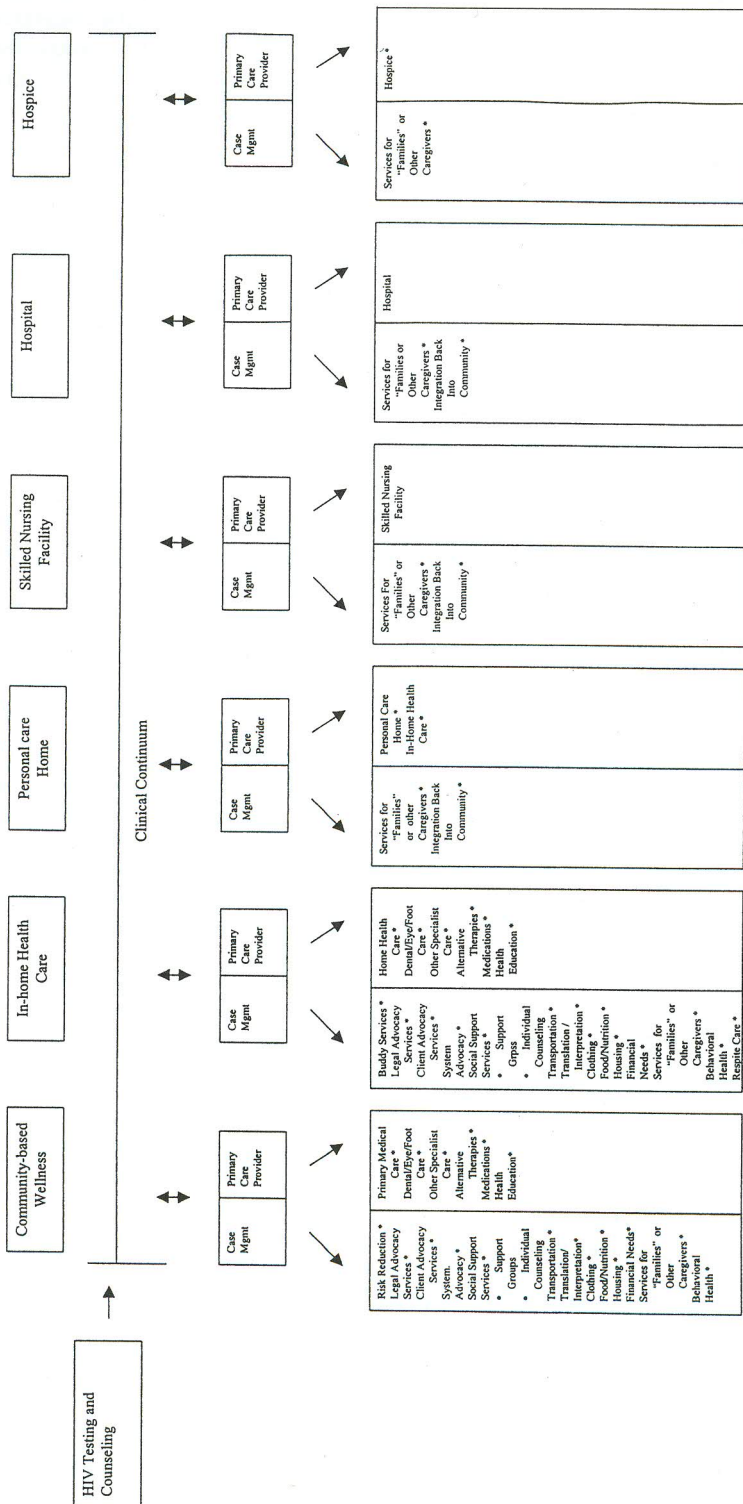 HIV Testing and
Counseling
Community-based
Wellness
In-home Health
Care
Personal care
Home
Skilled Nursing
Facility
Hospital
Hospice
Clinical Continuum
Case
Mgmt
Primary
Care
Provider
Case
Mgmt
Primary
Care
Provider
Case
Mgmt
Primary
Care
Provider
Case
Mgmt
Primary
Care
Provider
Case
Mgmt
Primary
Care
Provider
Case
Mgmt
Primary
Care
Provider
Risk Reduction *
Legal Advocacy
Services *
Client Advocacy
Services *
System
Advocacy *
Social Support
Services *
• Support
Groups
• Individual
Counseling
Transportation *
Translation/
Interpretation*
Clothing *
Food/Nutrition *
Housing *
Financial Needs*
Services for
"Families" or
Other
Caregivers *
Behavioral
Health *
Primary Medical
Care *
Dental/Eye/Foot
Care *
Other Specialist
Care *
Alternative
Therapies *
Medications *
Health
Education*
Buddy Services *
Legal Advocacy
Services *
Client Advocacy
Services *
System
Advocacy *
Social Support
Services *
• Support
Grpss
• Individual
Counseling
Transportation *
Translation /
Interpretation *
Clothing *
Food/Nutrition *
Housing *
Financial
Needs *
Services for
"Families" or
Other
Caregivers *
Behavioral
Health *
Respite Care *
Home Health
Care *
Dental/Eye/Foot
Care *
Other Specialist
Care *
Alternative
Therapies *
Medications *
Health
Education *
Services for
"Families"
or other
Caregivers *
Integration Back
Into
Community *
Personal Care
Home *
In-Home Health
Care *
Services For
"Families" or
Other
Caregivers *
Integration Back
Into
Community *
Skilled Nursing
Facility
Services for
"Families or
Other
Caregivers *
Integration Back
Into
Community *
Hospital
Services for
"Families" or
Other
Caregivers *
Hospice *